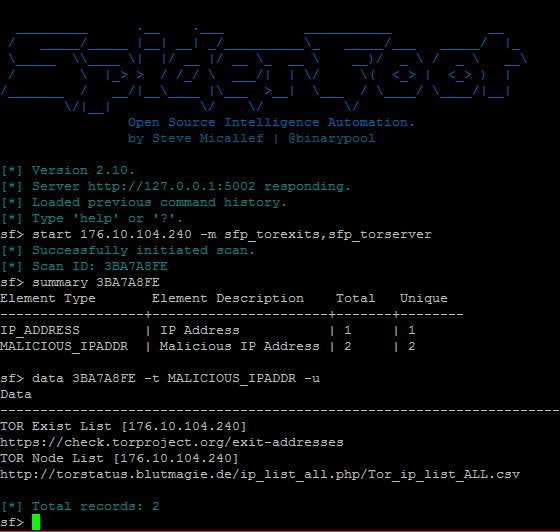 Open Source Intelligence Automation.
by Steve Micallef | @binarypool
[*] Version 2.10.
[*] Server http://127.0.0.1:5002 responding.
[*] Loaded previous command history.
[*] Type 'help' or '?'.
sf> start 176.10.104.240 -m sfp_torexits,sfp_torserver
[*] Successfully initiated scan.
[*] Scan ID: 3BA7A8FE
sf> summary 3BA7A8FE
Element Type | Element Description | Total | Unique
IP_ADDRESS | IP Address | 1 | 1
MALICIOUS_IPADDR | Malicious IP Address | 2 | 2
sf> data 3BA7A8FE -t MALICIOUS_IPADDR -u
Data
TOR Exist List [176.10.104.240]
https://check.torproject.org/exit-addresses
TOR Node List [176.10.104.240]
http://torstatus.blutmagie.de/ip_list_all.php/Tor_ip_list_ALL.csv
[*] Total records: 2
sf>